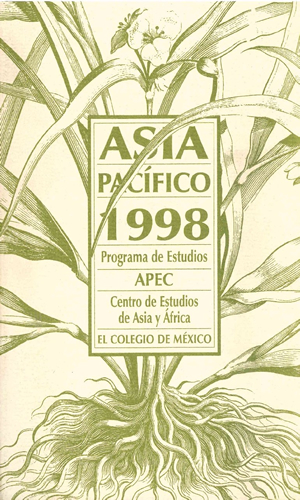 ASIA
PACÍFICO
1998
Programa de Estudios
APEC
Centro de Estudios
de Asia y África
EL COLEGIO DE MÉXICO